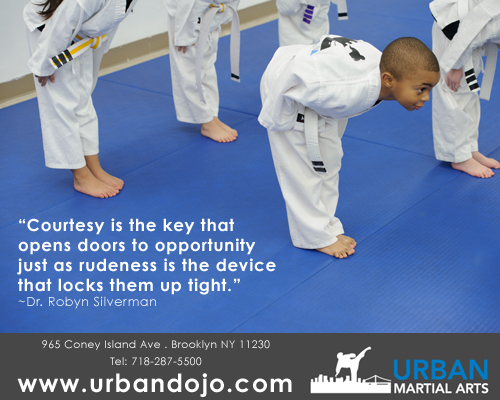 “Courtesy is the key that
opens doors to opportunity
just as rudeness is the device
that locks them up tight.”
~Dr. Robyn Silverman
965 Coney Island Ave . Brooklyn NY 11230
Tel: 718-287-5500
www.urbandojo.com
URBAN
MARTIAL ARTS